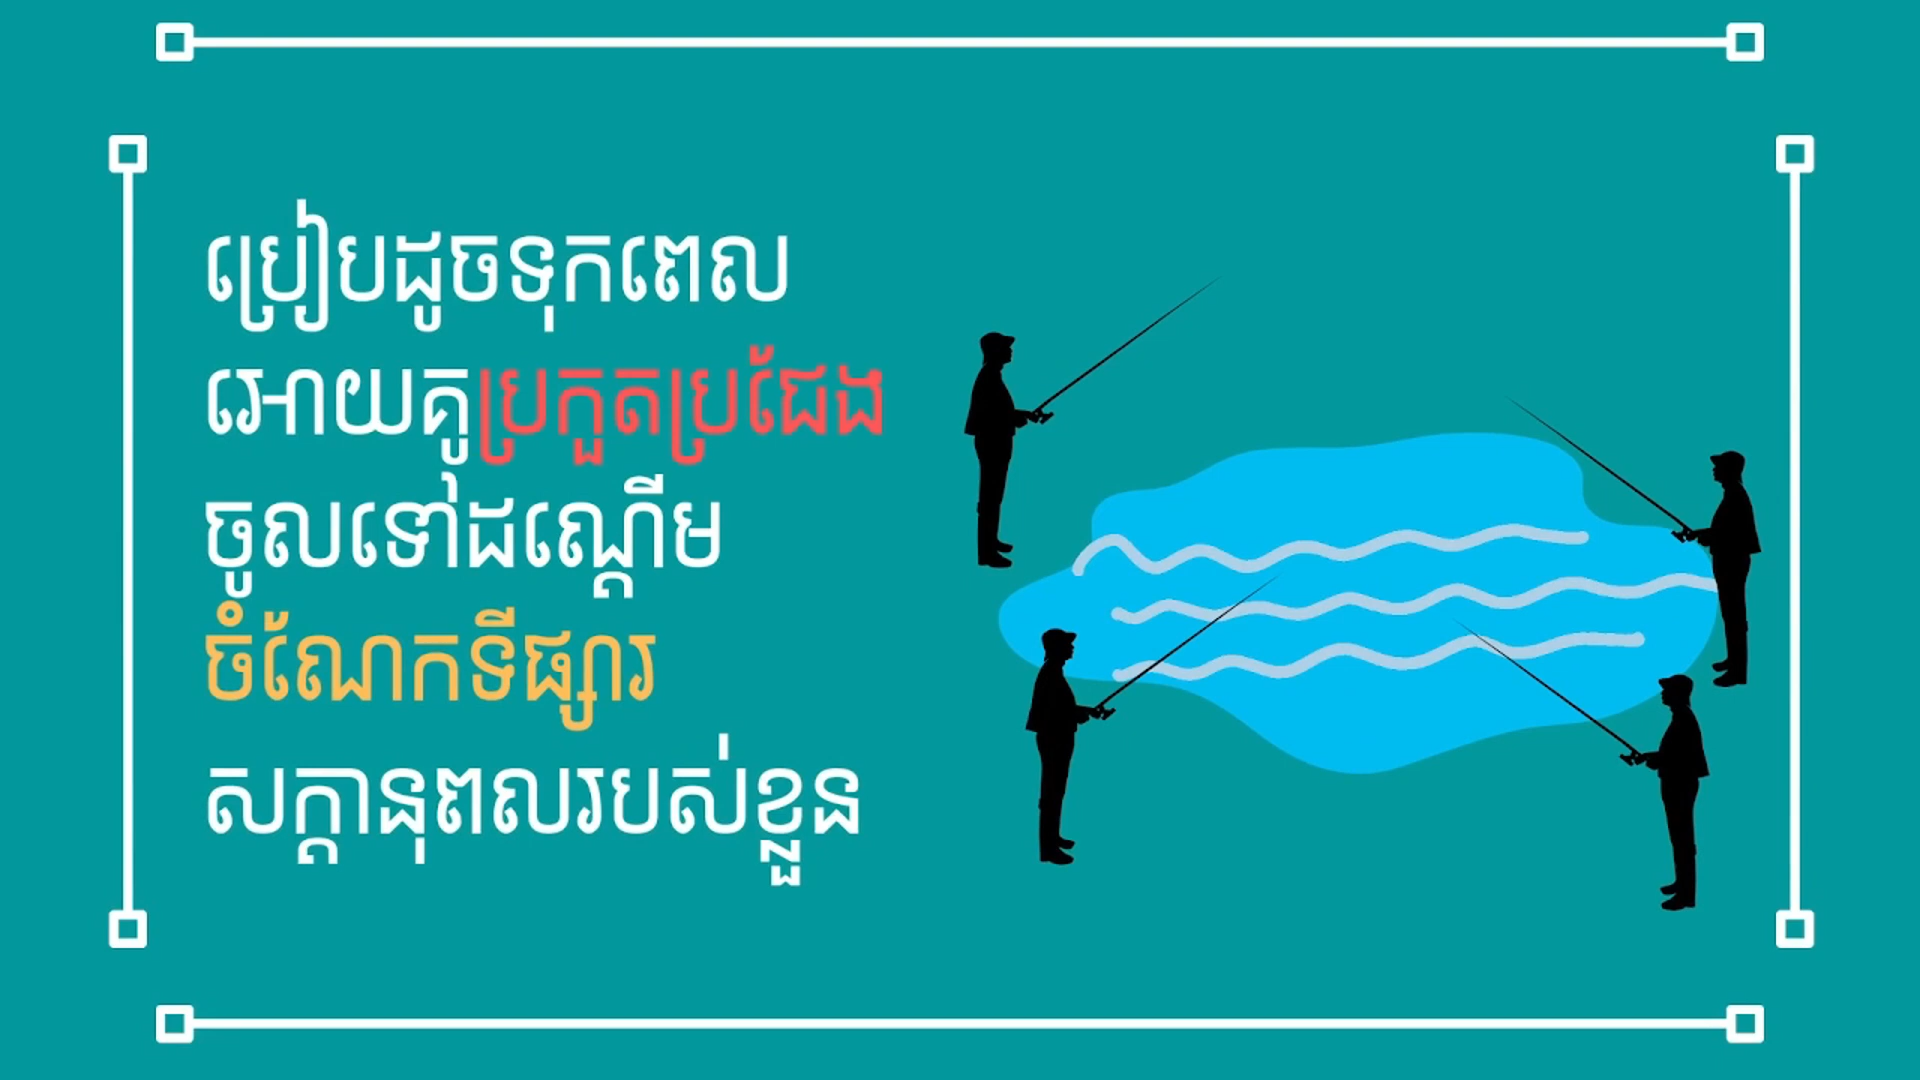 ប្រៀបដូចទុកពេល
អោយគូប្រកួតប្រជែង
ចូលទៅដណ្ដើម
ចំណែកទីផ្សារ
សក្ដានុពលរបស់ខ្លួន